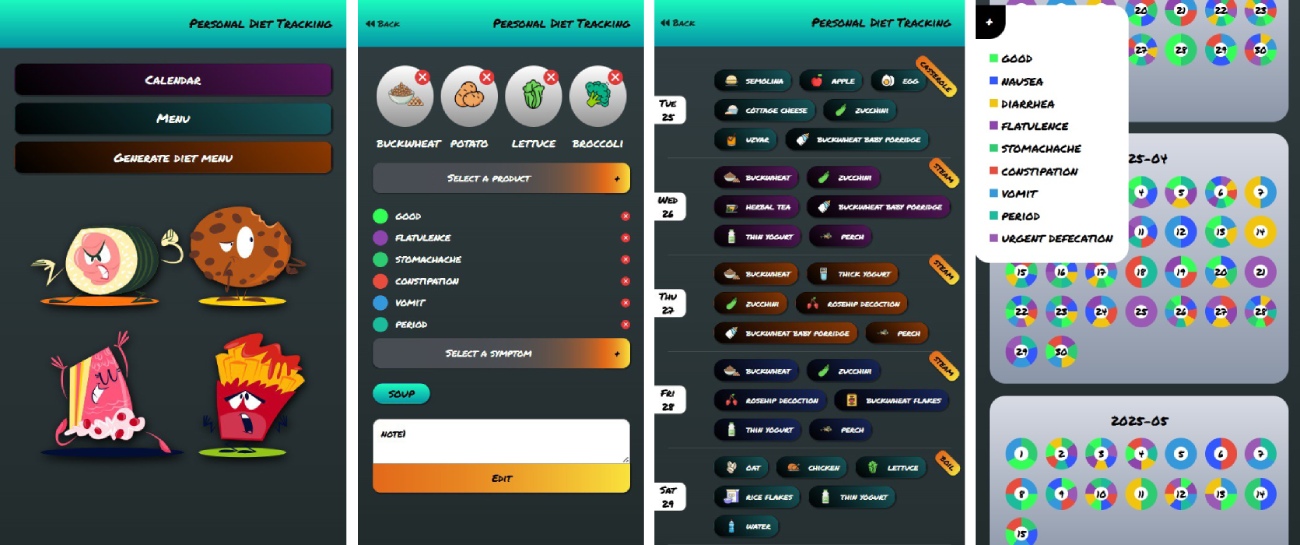 Personal Diet Tracking
Calendar
Menu
Generate diet menu
Back
Personal Diet Tracking
BUCKWHEAT POTATO LETTUCE BROCCOLI
Select a product +
GOOD
FLATULENCE
STOMACHACHE
CONSTIPATION
VOMIT
PERIOD
Select a symptom +
SOUP
NOTE1
Edit
Back
Personal Diet Tracking
CASSEROLE
TUE
25
SEMOLINA APPLE EGG
COTTAGE CHEESE ZUCCHINI
UZVAR BUCKWHEAT BABY PORRIDGE
STEAM
WED
26
BUCKWHEAT ZUCCHINI
HERBAL TEA BUCKWHEAT BABY PORRIDGE
THIN YOGURT PERCH
STEAM
THU
27
BUCKWHEAT THICK YOGURT
ZUCCHINI ROSEHIP DECOCTION
BUCKWHEAT BABY PORRIDGE PERCH
STEAM
FRI
28
BUCKWHEAT ZUCCHINI
ROSEHIP DECOCTION BUCKWHEAT FLAKES
THIN YOGURT PERCH
BOIL
SAT
29
OAT CHICKEN LETTUCE
RICE FLAKES THIN YOGURT
WATER
+
GOOD
NAUSEA
DIARRHEA
FLATULENCE
STOMACHACHE
CONSTIPATION
VOMIT
PERIOD
URGENT DEFECATION
20 21 22 23
27 28 29 30
25-04
4 5 6 7
11 12 13 14
15 16 17 18 19 20 21
22 23 24 25 26 27 28
29 30
2025-05
1 2 3 4 5 6 7
8 9 10 11 12 13 14
15